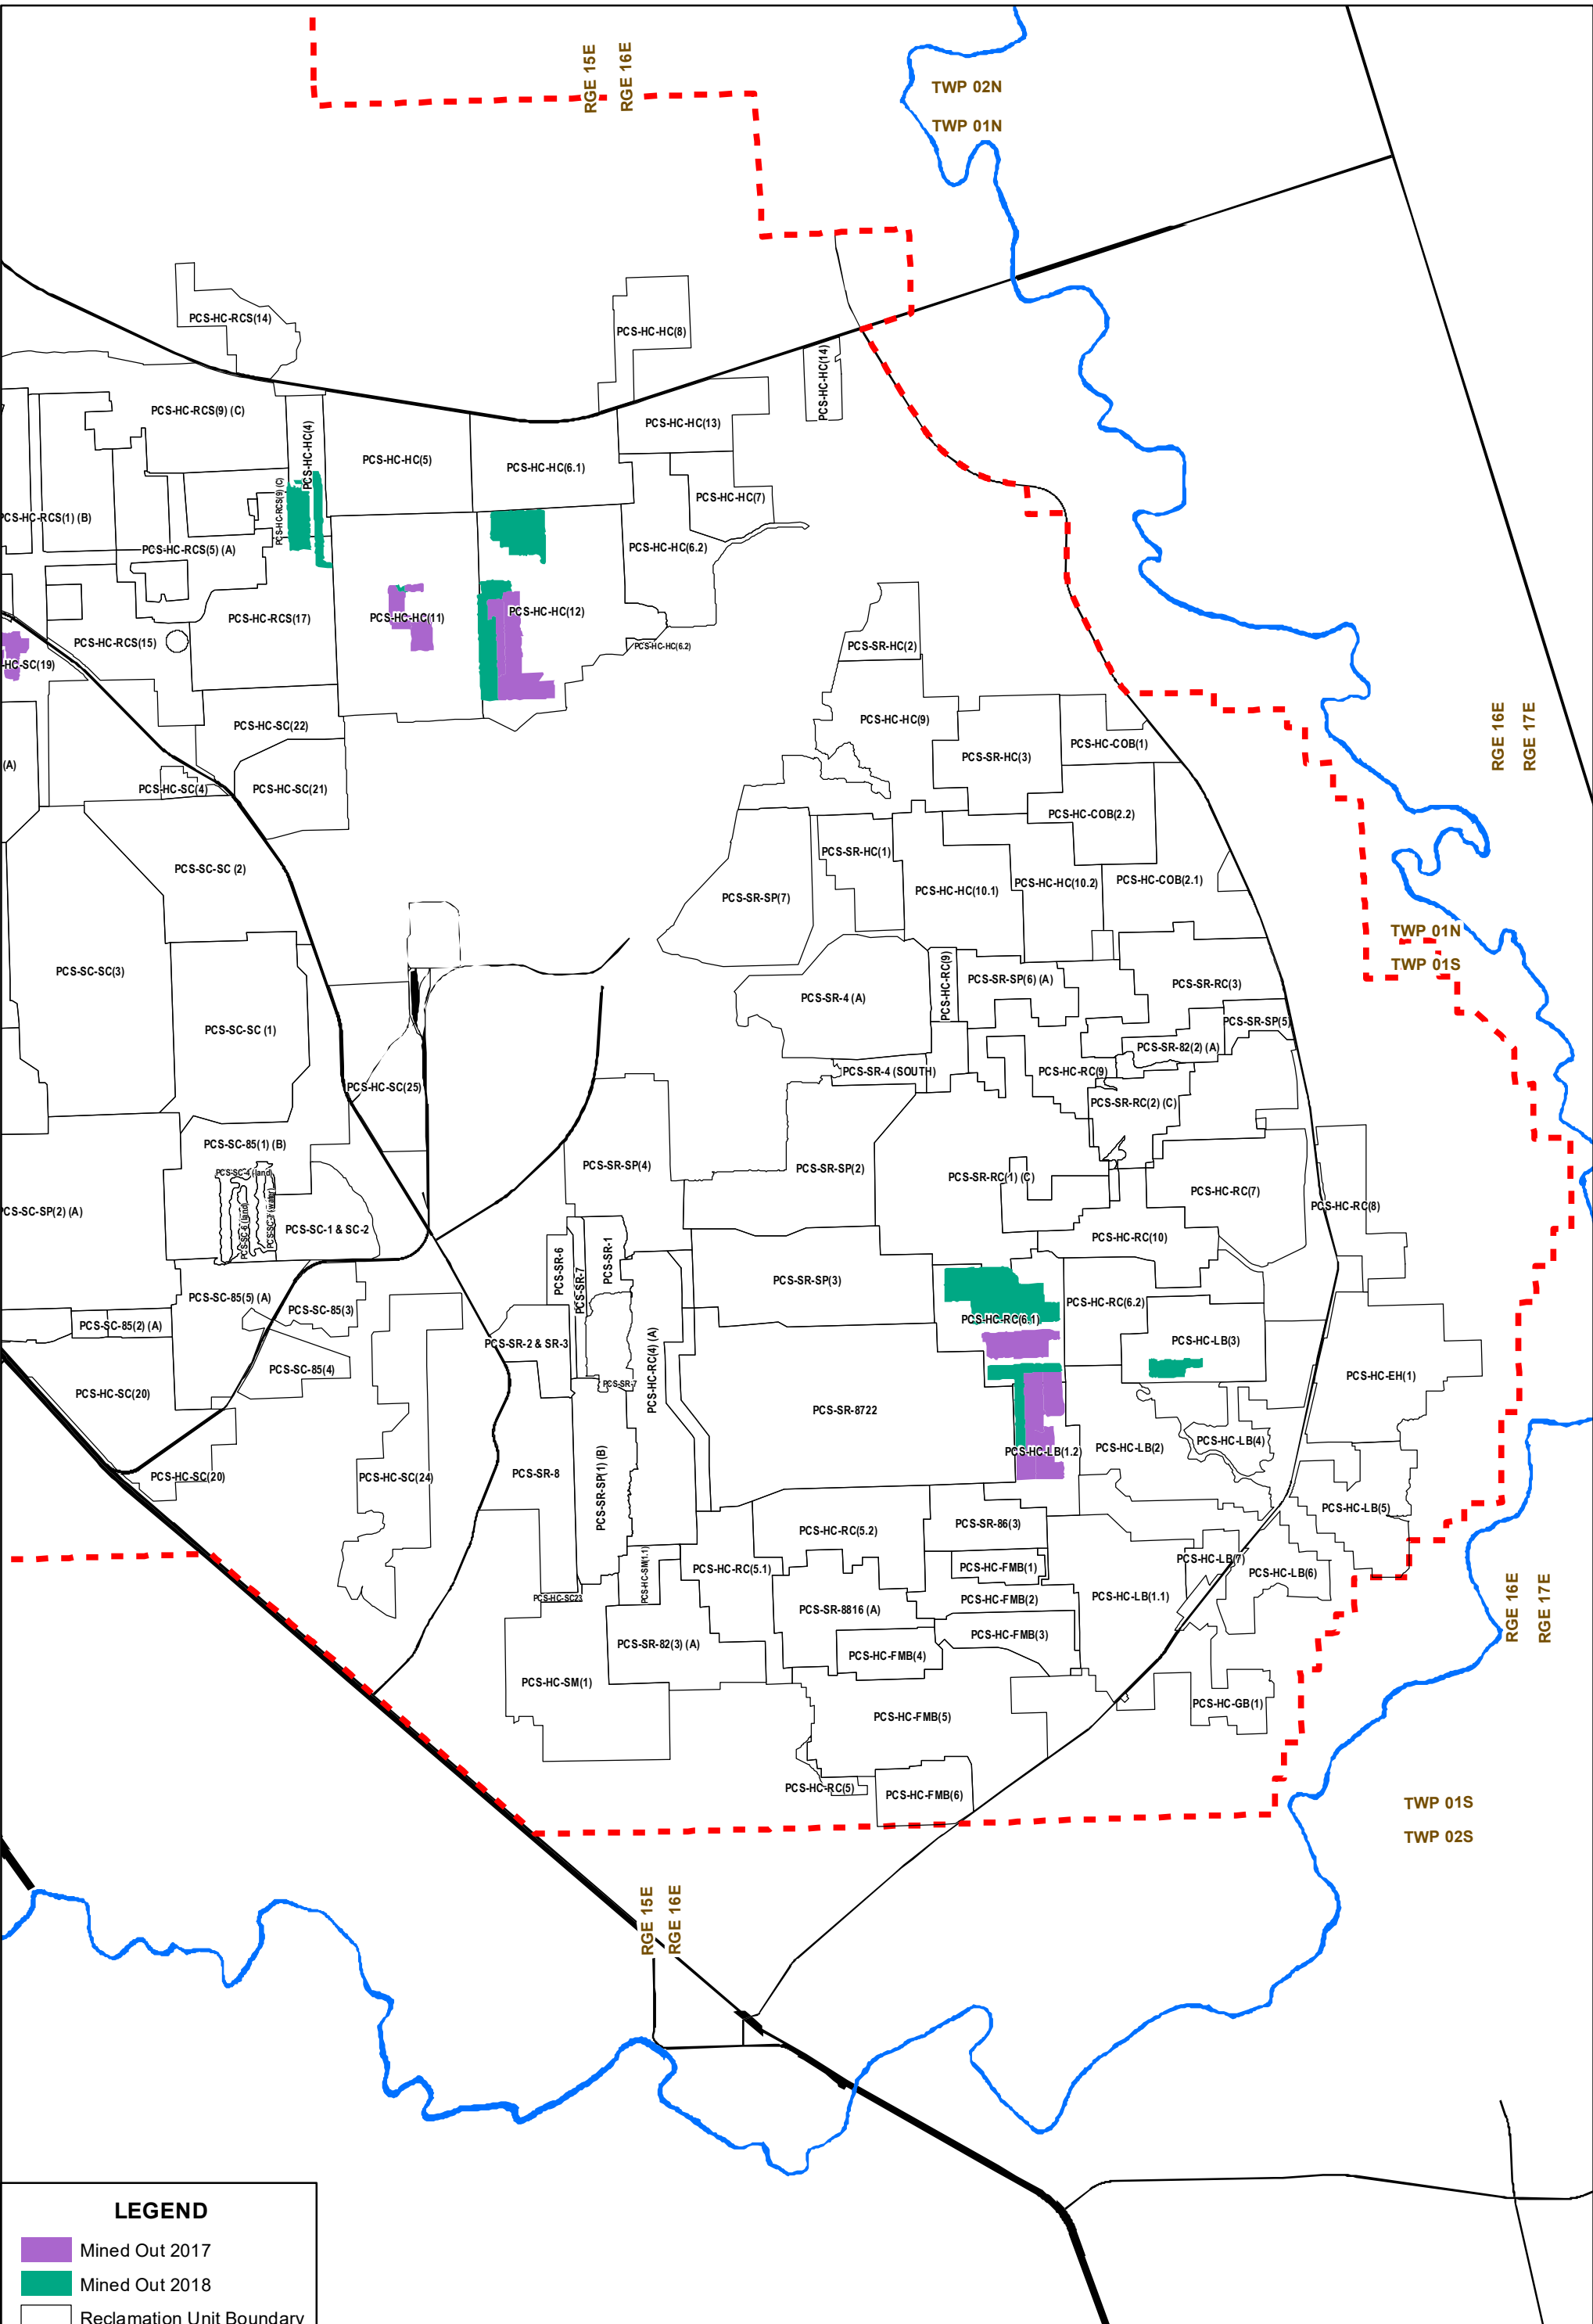 RGE 15E
RGE 16E
TWP 02N
TWP 01N
PCS-HC-RCS(14)
PCS-HC-HC(8)
PCS-HC-HC(14)
PCS-HC-RCS(9) (C)
PCS-HC-HC(4)
PCS-HC-HC(5)
PCS-HC-HC(6.1)
PCS-HC-HC(13)
PCS-HC-HC(7)
PCS-HC-RCS(9) (C)
PCS-HC-RCS(1) (B)
PCS-HC-RCS(5) (A)
PCS-HC-HC(6.2)
PCS-HC-RCS(17)
PCS-HC-HC(11)
PCS-HC-HC(12)
PCS-HC-RCS(15)
PCS-HC-HC(6.2)
PCS-SR-HC(2)
-HC-SC(19)
PCS-HC-SC(22)
PCS-HC-HC(9)
RGE 16E
RGE 17E
PCS-SR-HC(3)
PCS-HC-COB(1)
(A)
PCS-HC-SC(4)
PCS-HC-SC(21)
PCS-HC-COB(2.2)
PCS-SC-SC (2)
PCS-SR-HC(1)
PCS-SR-SP(7)
PCS-HC-HC(10.1)
PCS-HC-HC(10.2)
PCS-HC-COB(2.1)
TWP 01N
TWP 01S
PCS-SC-SC(3)
PCS-SR-4 (A)
PCS-HC-RC(9)
PCS-SR-SP(6) (A)
PCS-SR-RC(3)
PCS-SC-SC (1)
PCS-SR-SP(5)
PCS-SR-82(2) (A)
PCS-HC-SC(25)
PCS-SR-4 (SOUTH)
PCS-HC-RC(9)
PCS-SR-RC(2) (C)
PCS-SC-85(1) (B)
PCS-SR-SP(4)
PCS-SR-SP(2)
PCS-SR-RC(1) (C)
PCS-HC-RC(7)
PCS-HC-RC(8)
PCS-SC-SP(2) (A)
PCS-SC-1 & SC-2
PCS-HC-RC(10)
PCS-SR-6
PCS-SR-7
PCS-SR-1
PCS-SR-SP(3)
PCS-SC-85(5) (A)
PCS-SC-85(3)
PCS-HC-RC(6.2)
PCS-SC-85(2) (A)
PCS-HC-RC(6.1)
PCS-SR-2 & SR-3
PCS-HC-RC(4) (A)
PCS-HC-LB(3)
PCS-SC-85(4)
PCS-HC-EH(1)
PCS-SR-7
PCS-HC-SC(20)
PCS-SR-8722
PCS-HC-LB(1.2)
PCS-HC-LB(2)
PCS-HC-LB(4)
PCS-HC-SC(20)
PCS-HC-SC(24)
PCS-SR-8
PCS-SR-SP(1) (B)
PCS-HC-LB(5)
PCS-HC-RC(5.2)
PCS-SR-86(3)
PCS-HC-SM(1.1)
PCS-HC-RC(5.1)
PCS-HC-FMB(1)
PCS-HC-LB(7)
PCS-HC-LB(6)
PCS-HC-SC23
PCS-HC-FMB(2)
PCS-HC-LB(1.1)
PCS-SR-8816 (A)
RGE 16E
RGE 17E
PCS-SR-82(3) (A)
PCS-HC-FMB(3)
PCS-HC-FMB(4)
PCS-HC-SM(1)
PCS-HC-GB(1)
PCS-HC-FMB(5)
PCS-HC-RC(5)
PCS-HC-FMB(6)
TWP 01S
TWP 02S
RGE 15E
RGE 16E
LEGEND
Mined Out 2017
Mined Out 2018
Reclamation Unit Boundary